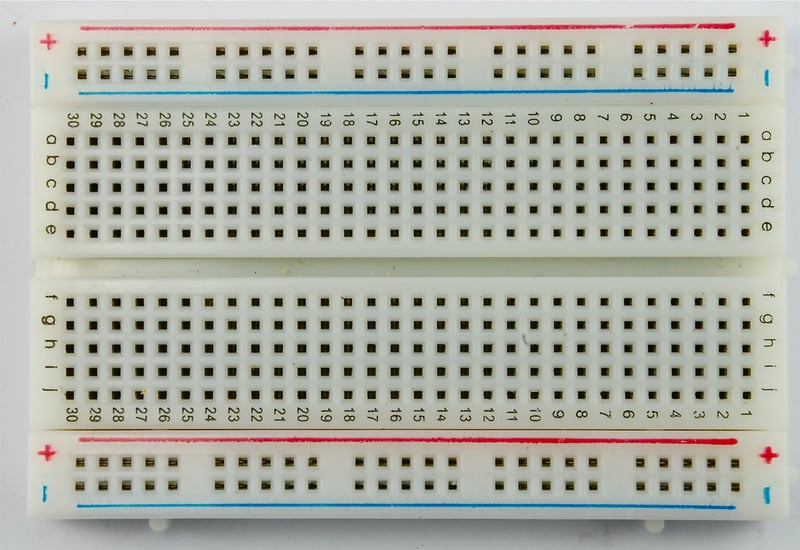 + +
- -
30 29 28 27 26 25 24 23 22 21 20 19 18 17 16 15 14 13 12 11 10 9 8 7 6 5 4 3 2 1
a a
b b
c c
d d
e e
f f
g g
h h
i i
j j
30 29 28 27 26 25 24 23 22 21 20 19 18 17 16 15 14 13 12 11 10 9 8 7 6 5 4 3 2 1
+ +
- -